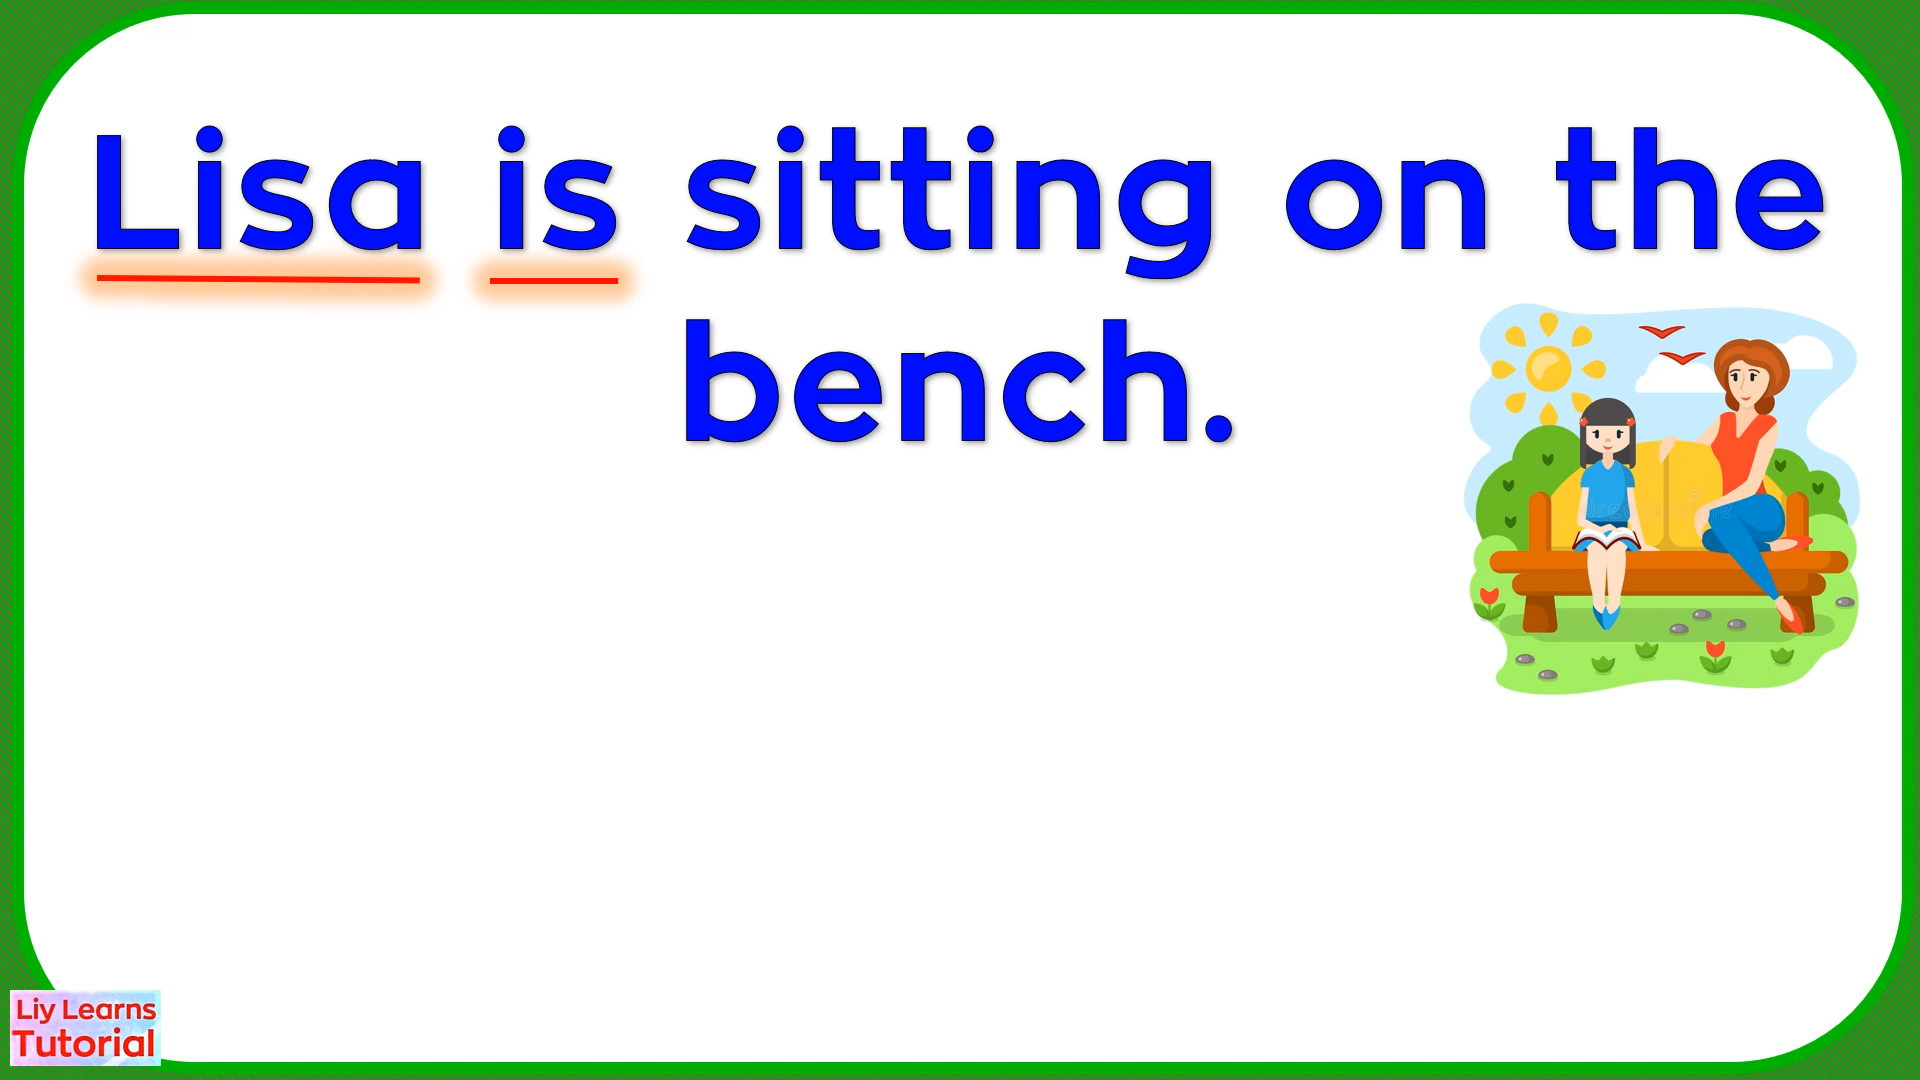 Lisa is sitting on the
bench.
Liy Learns
Tutorial